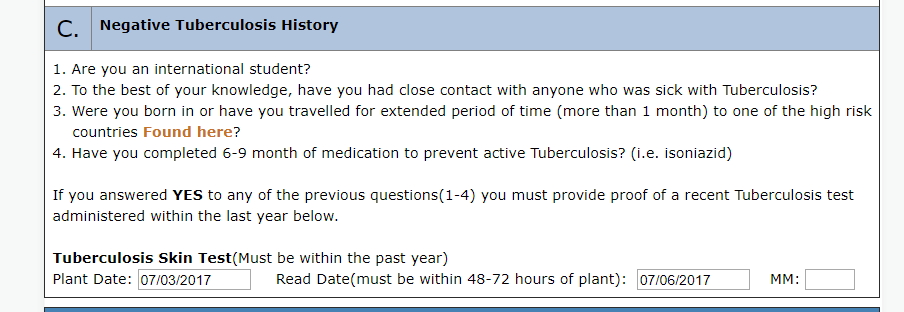 C. Negative Tuberculosis History
1. Are you an international student?
2. To the best of your knowledge, have you had close contact with anyone who was sick with Tuberculosis?
3. Were you born in or have you travelled for extended period of time (more than 1 month) to one of the high risk
countries Found here?
4. Have you completed 6-9 month of medication to prevent active Tuberculosis? (i.e. isoniazid)
If you answered YES to any of the previous questions(1-4) you must provide proof of a recent Tuberculosis test
administered within the last year below.
Tuberculosis Skin Test(Must be within the past year)
Plant Date: 07/03/2017 Read Date(must be within 48-72 hours of plant): 07/06/2017 MM: